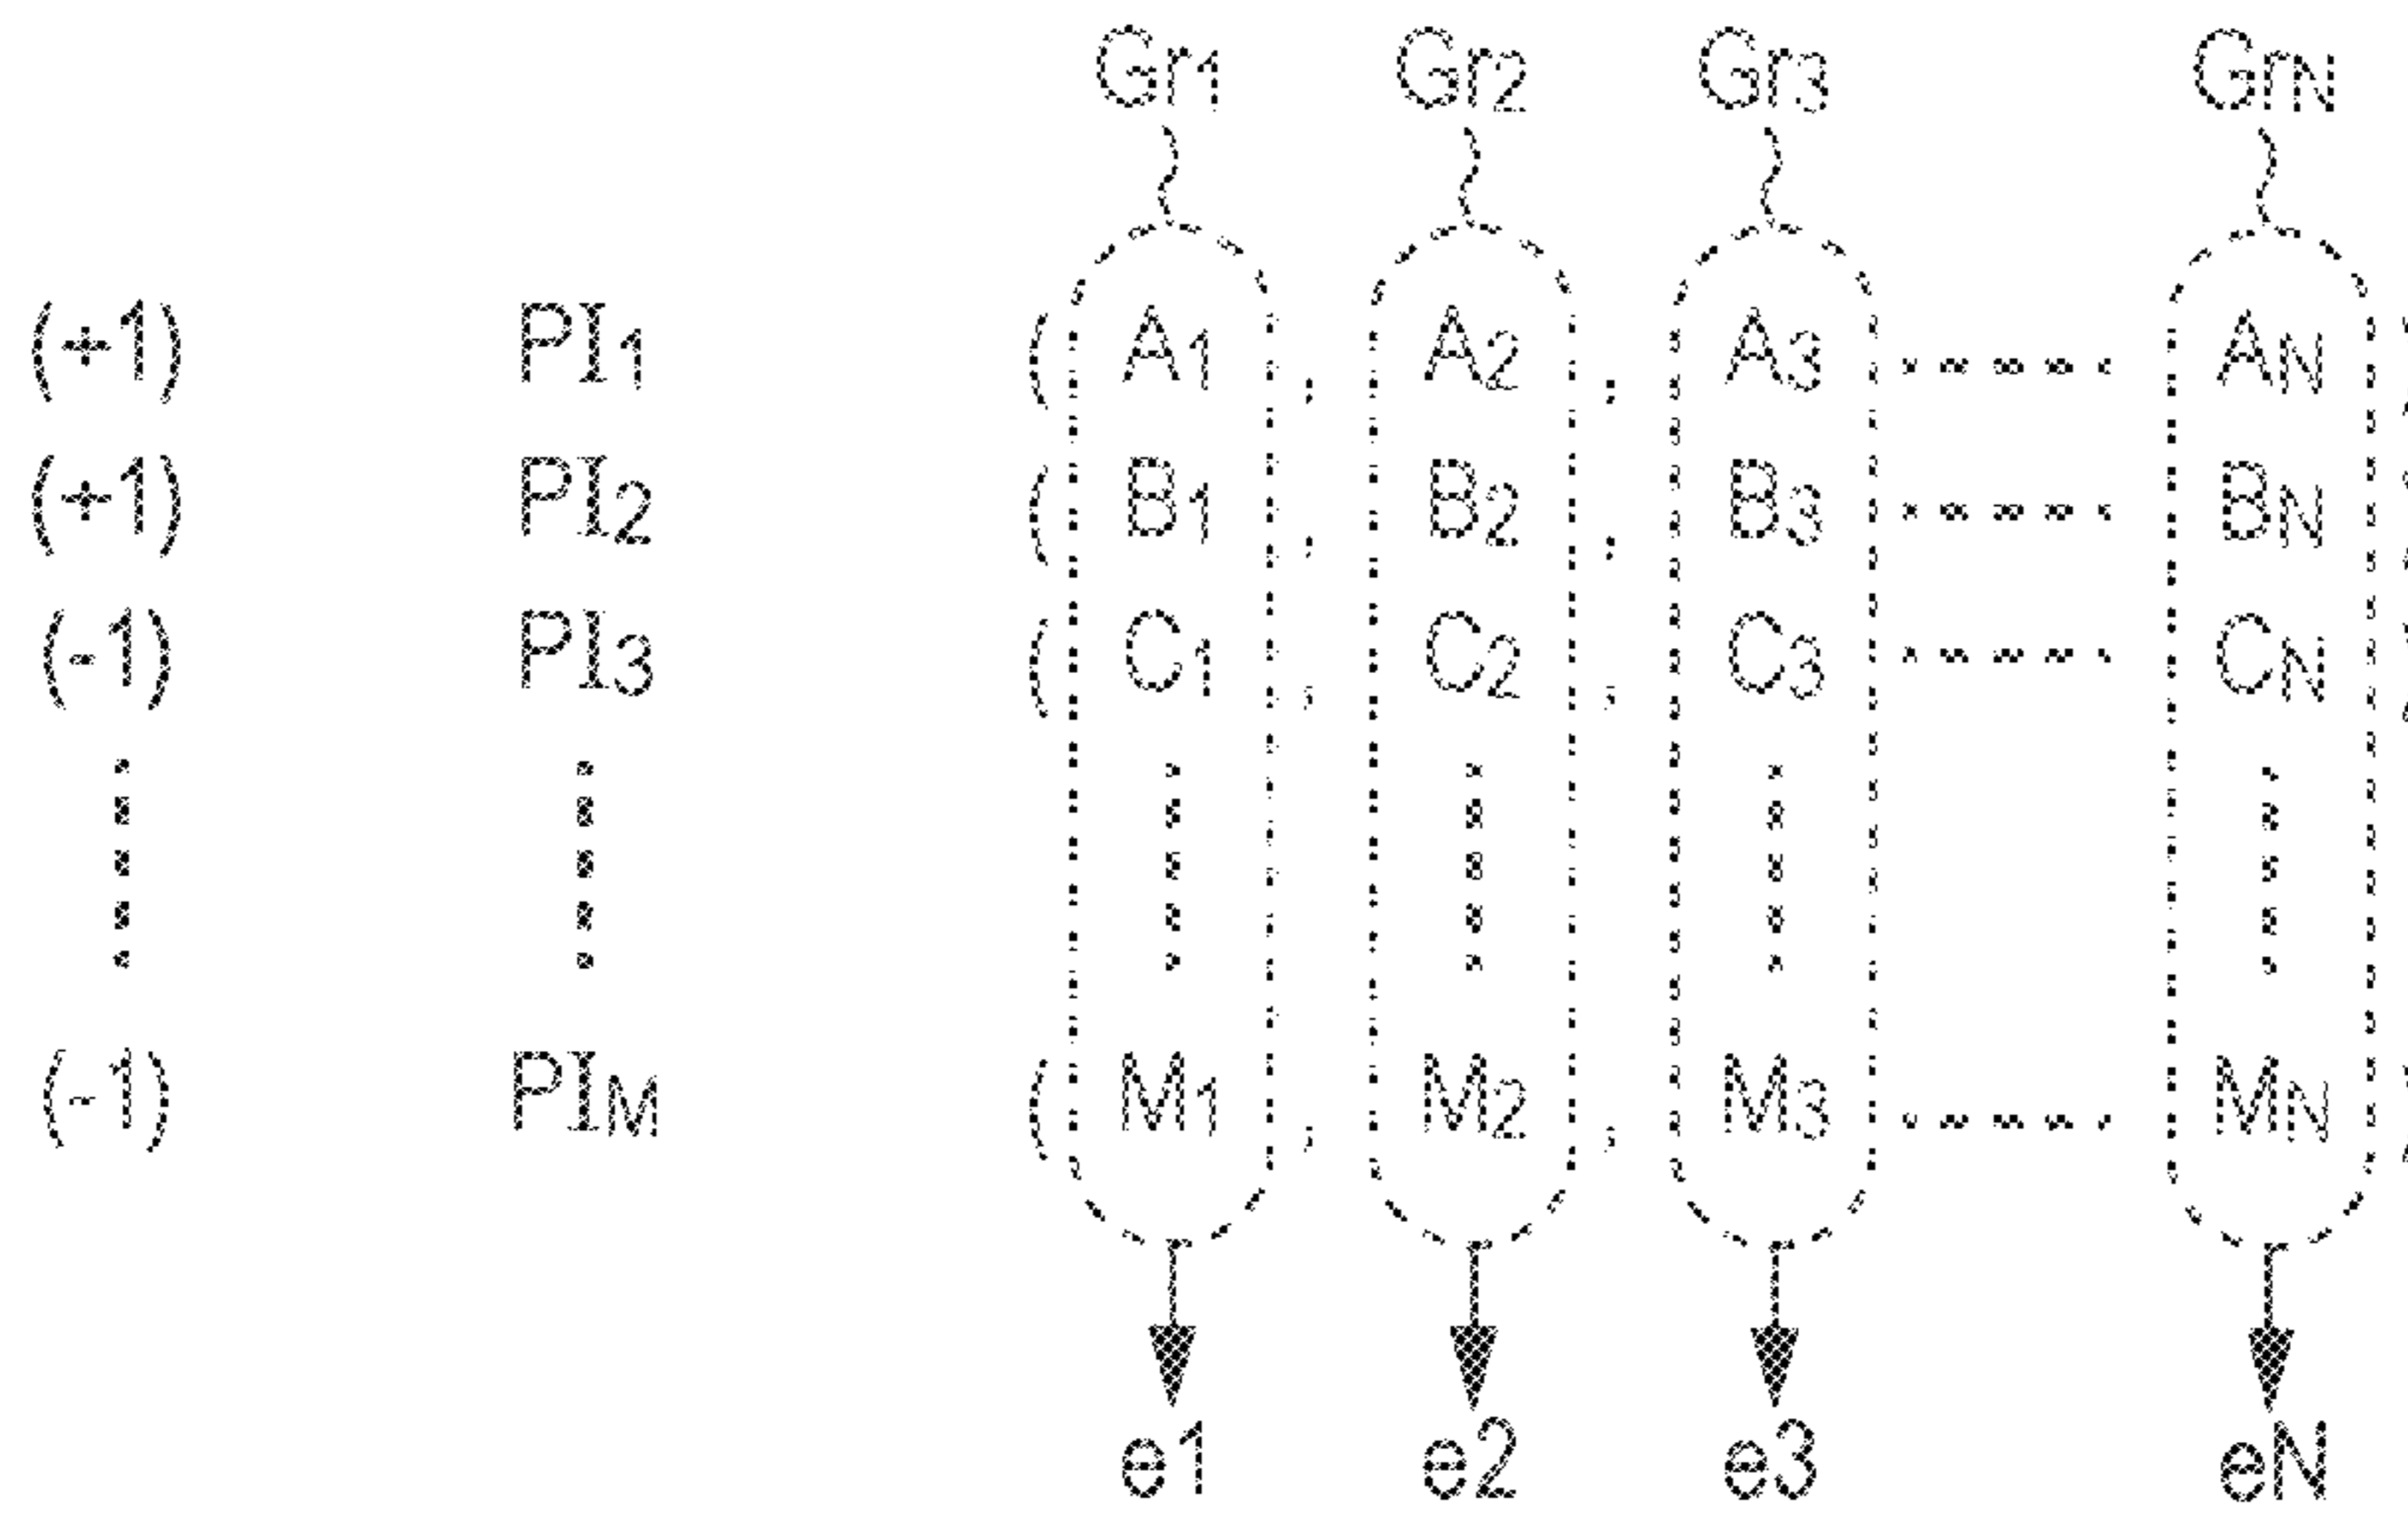 Gr1 Gr2 Gr3 GrN
(+1) PI1 ( A1 , A2 , A3 ····· AN )
(+1) PI2 ( B1 , B2 , B3 ····· BN )
(-1) PI3 ( C1 , C2 , C3 ····· CN )
(-1) PIM ( M1 , M2 , M3 ····· MN )
e1 e2 e3 eN